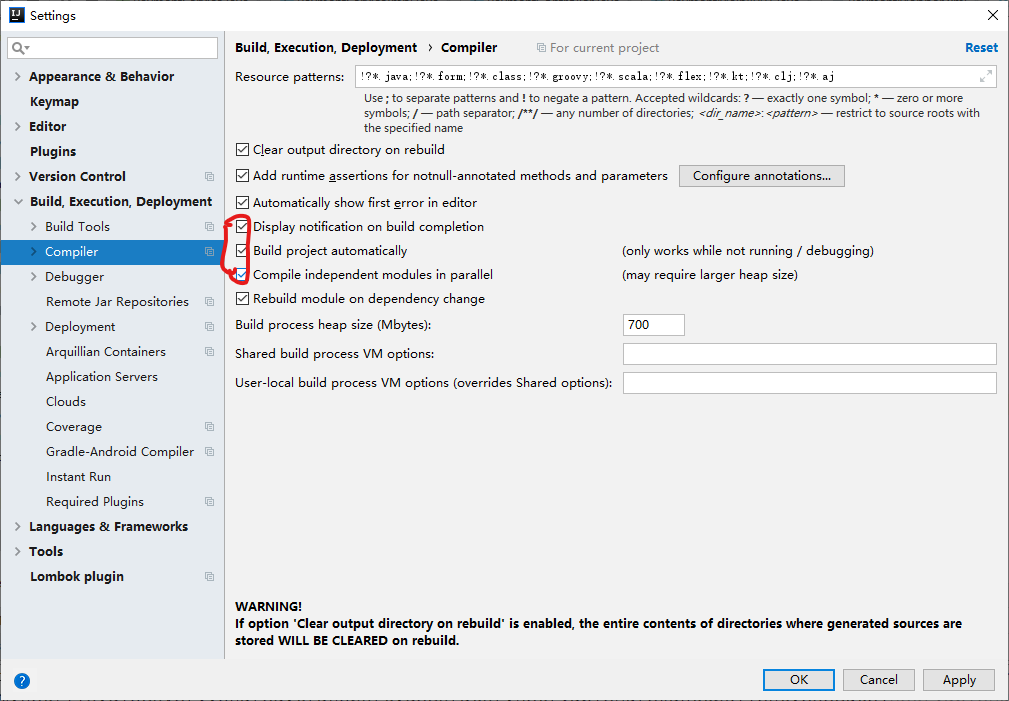 IJ Settings
Build, Execution, Deployment › Compiler For current project Reset
Appearance & Behavior
Keymap
Editor
Plugins
Version Control
Build, Execution, Deployment
Build Tools
Compiler
Debugger
Remote Jar Repositories
Deployment
Arquillian Containers
Application Servers
Clouds
Coverage
Gradle-Android Compiler
Instant Run
Required Plugins
Languages & Frameworks
Tools
Lombok plugin
Resource patterns: !?*.java;!?*.form;!?*.class;!?*.groovy;!?*.scala;!?*.flex;!?*.kt;!?*.clj;!?*.aj
Use ; to separate patterns and ! to negate a pattern. Accepted wildcards: ? — exactly one symbol; * — zero or more
symbols; / — path separator; /**/ — any number of directories; <dir_name>:<pattern> — restrict to source roots with
the specified name
Clear output directory on rebuild
Add runtime assertions for notnull-annotated methods and parameters Configure annotations...
Automatically show first error in editor
Display notification on build completion
Build project automatically (only works while not running / debugging)
Compile independent modules in parallel (may require larger heap size)
Rebuild module on dependency change
Build process heap size (Mbytes): 700
Shared build process VM options:
User-local build process VM options (overrides Shared options):
WARNING!
If option 'Clear output directory on rebuild' is enabled, the entire contents of directories where generated sources are
stored WILL BE CLEARED on rebuild.
? OK Cancel Apply